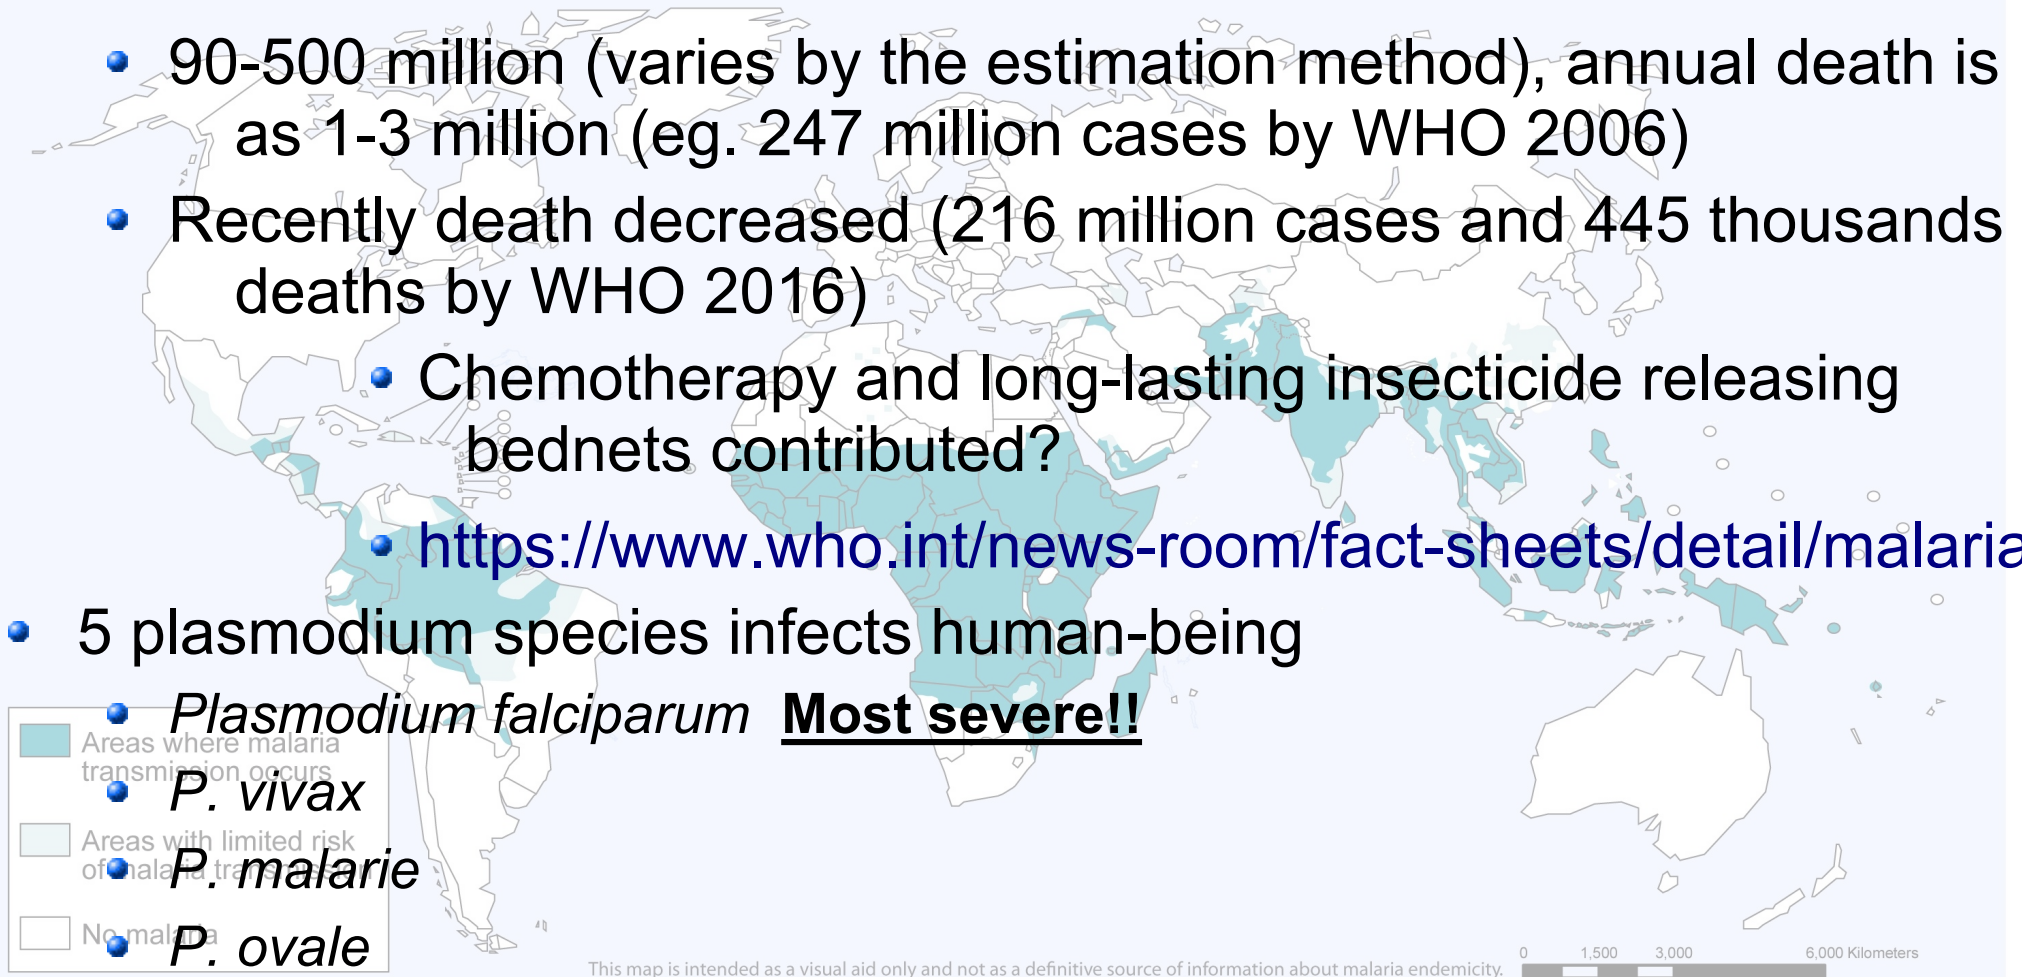 90-500 million (varies by the estimation method), annual death is
as 1-3 million (eg. 247 million cases by WHO 2006)
Recently death decreased (216 million cases and 445 thousands
deaths by WHO 2016)
Chemotherapy and long-lasting insecticide releasing
bednets contributed?
https://www.who.int/news-room/fact-sheets/detail/malaria
5 plasmodium species infects human-being
Plasmodium falciparum Most severe!!
P. vivax
P. malarie
P. ovale
Areas where malaria
transmission occurs
Areas with limited risk
of malaria transmission
No malaria
This map is intended as a visual aid only and not as a definitive source of information about malaria endemicity.
0 1,500 3,000 6,000 Kilometers